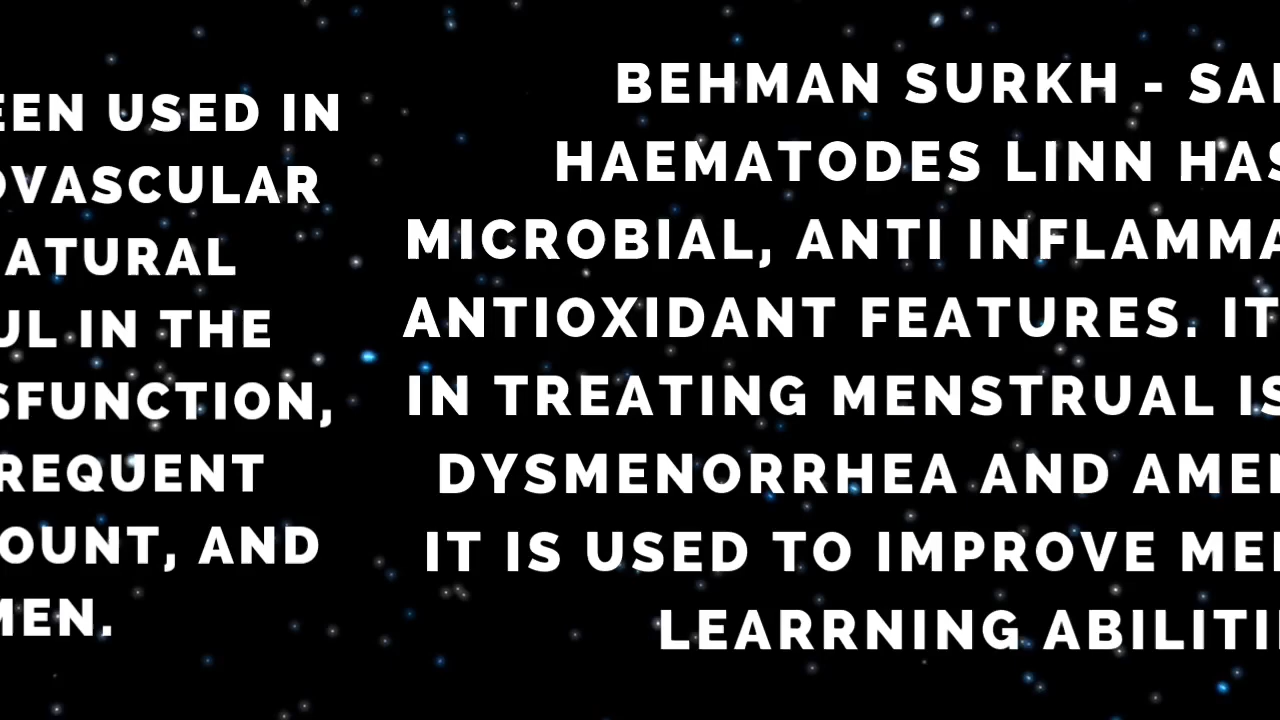 EEN USED IN
OVASCULAR
ATURAL
UL IN THE
SFUNCTION,
REQUENT
OUNT, AND
MEN.
BEHMAN SURKH - SAL
HAEMATODES LINN HAS
MICROBIAL, ANTI INFLAMMA
ANTIOXIDANT FEATURES. IT
IN TREATING MENSTRUAL IS
DYSMENORRHEA AND AMEN
IT IS USED TO IMPROVE MEM
LEARRNING ABILITI